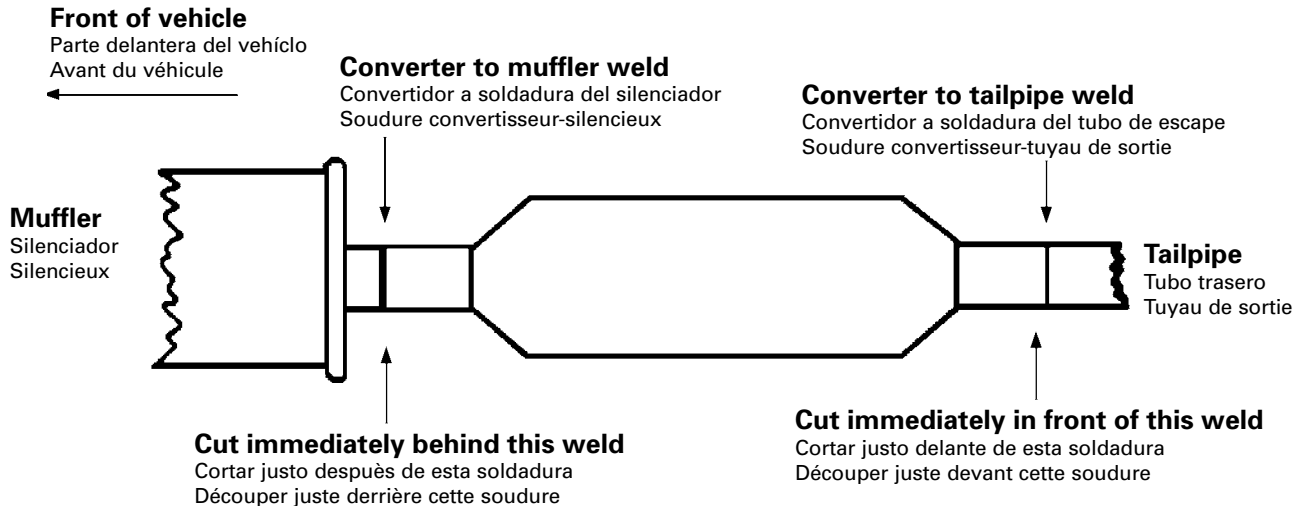 Front of vehicle
Parte delantera del vehíclo
Avant du véhicule
Converter to muffler weld
Convertidor a soldadura del silenciador
Soudure convertisseur-silencieux
Converter to tailpipe weld
Convertidor a soldadura del tubo de escape
Soudure convertisseur-tuyau de sortie
Muffler
Silenciador
Silencieux
Tailpipe
Tubo trasero
Tuyau de sortie
Cut immediately behind this weld
Cortar justo despuès de esta soldadura
Découper juste derrière cette soudure
Cut immediately in front of this weld
Cortar justo delante de esta soldadura
Découper juste devant cette soudure